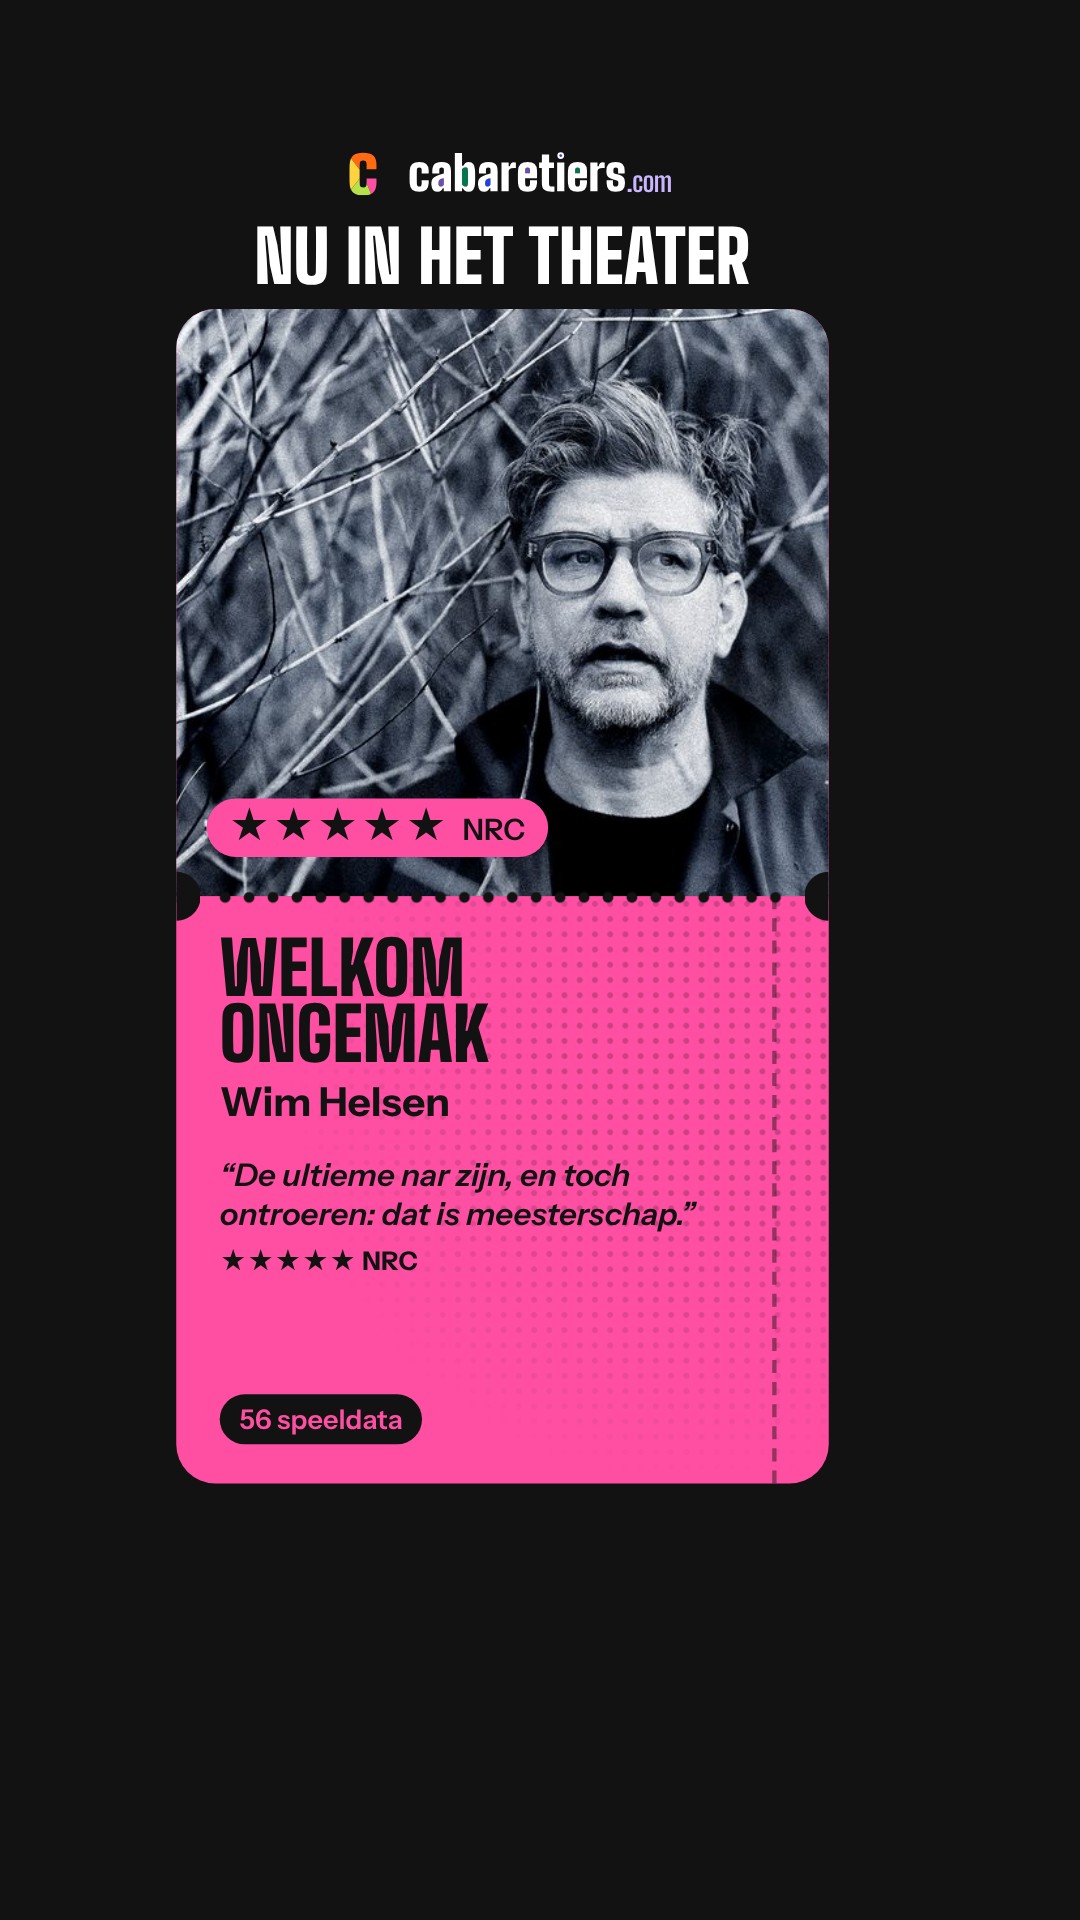 C cabaretiers.com
NU IN HET THEATER
★★★★★ NRC
WELKOM
ONGEMAK
Wim Helsen
“De ultieme nar zijn, en toch
ontroeren: dat is meesterschap.”
★★★★★ NRC
56 speeldata